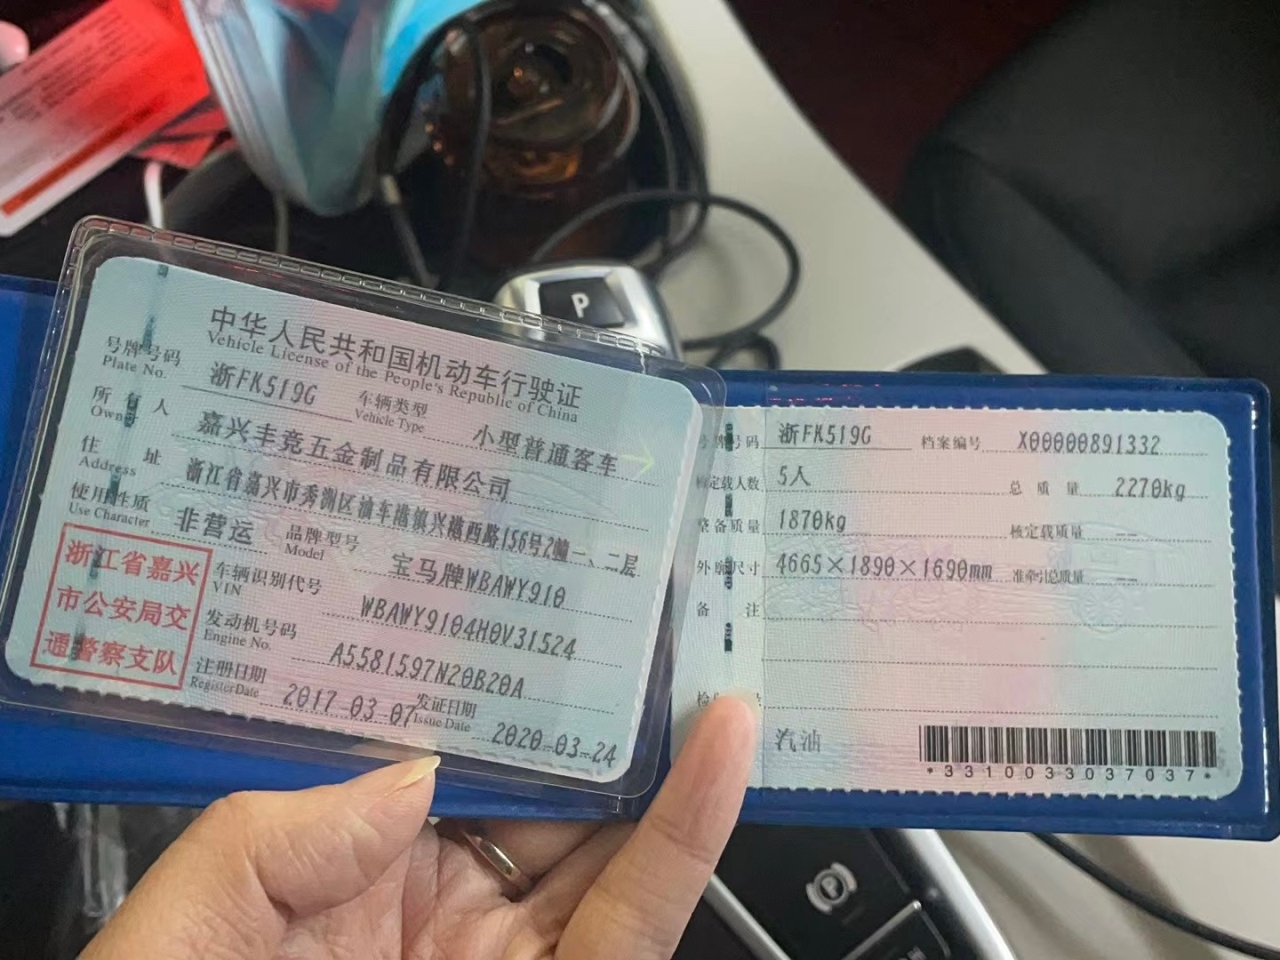 中华人民共和国机动车行驶证
Vehicle License of the People's Republic of China
号牌号码 浙FK519G 车辆类型 小型普通客车
Plate No. Vehicle Type
所有人 嘉兴丰竞五金制品有限公司
Owner
住址 浙江省嘉兴市秀洲区油车港镇兴港西路156号2幢一、二层
Address
使用性质 非营运 品牌型号 宝马牌WBAWY910
Use Character Model
浙江省嘉兴
市公安局交
通警察支队
车辆识别代号 WBAWY9104H0V31524
VIN
发动机号码 A5581597N20B20A
Engine No.
注册日期 2017-03-07 发证日期 2020-03-24
Register Date Issue Date
号牌号码 浙FK519G 档案编号 X00000891332
核定载人数 5人 总质量 2270kg
整备质量 1870kg 核定载质量 --
外廓尺寸 4665×1890×1690mm 准牵引总质量 --
备注
汽油
*3310033037037*
P
P